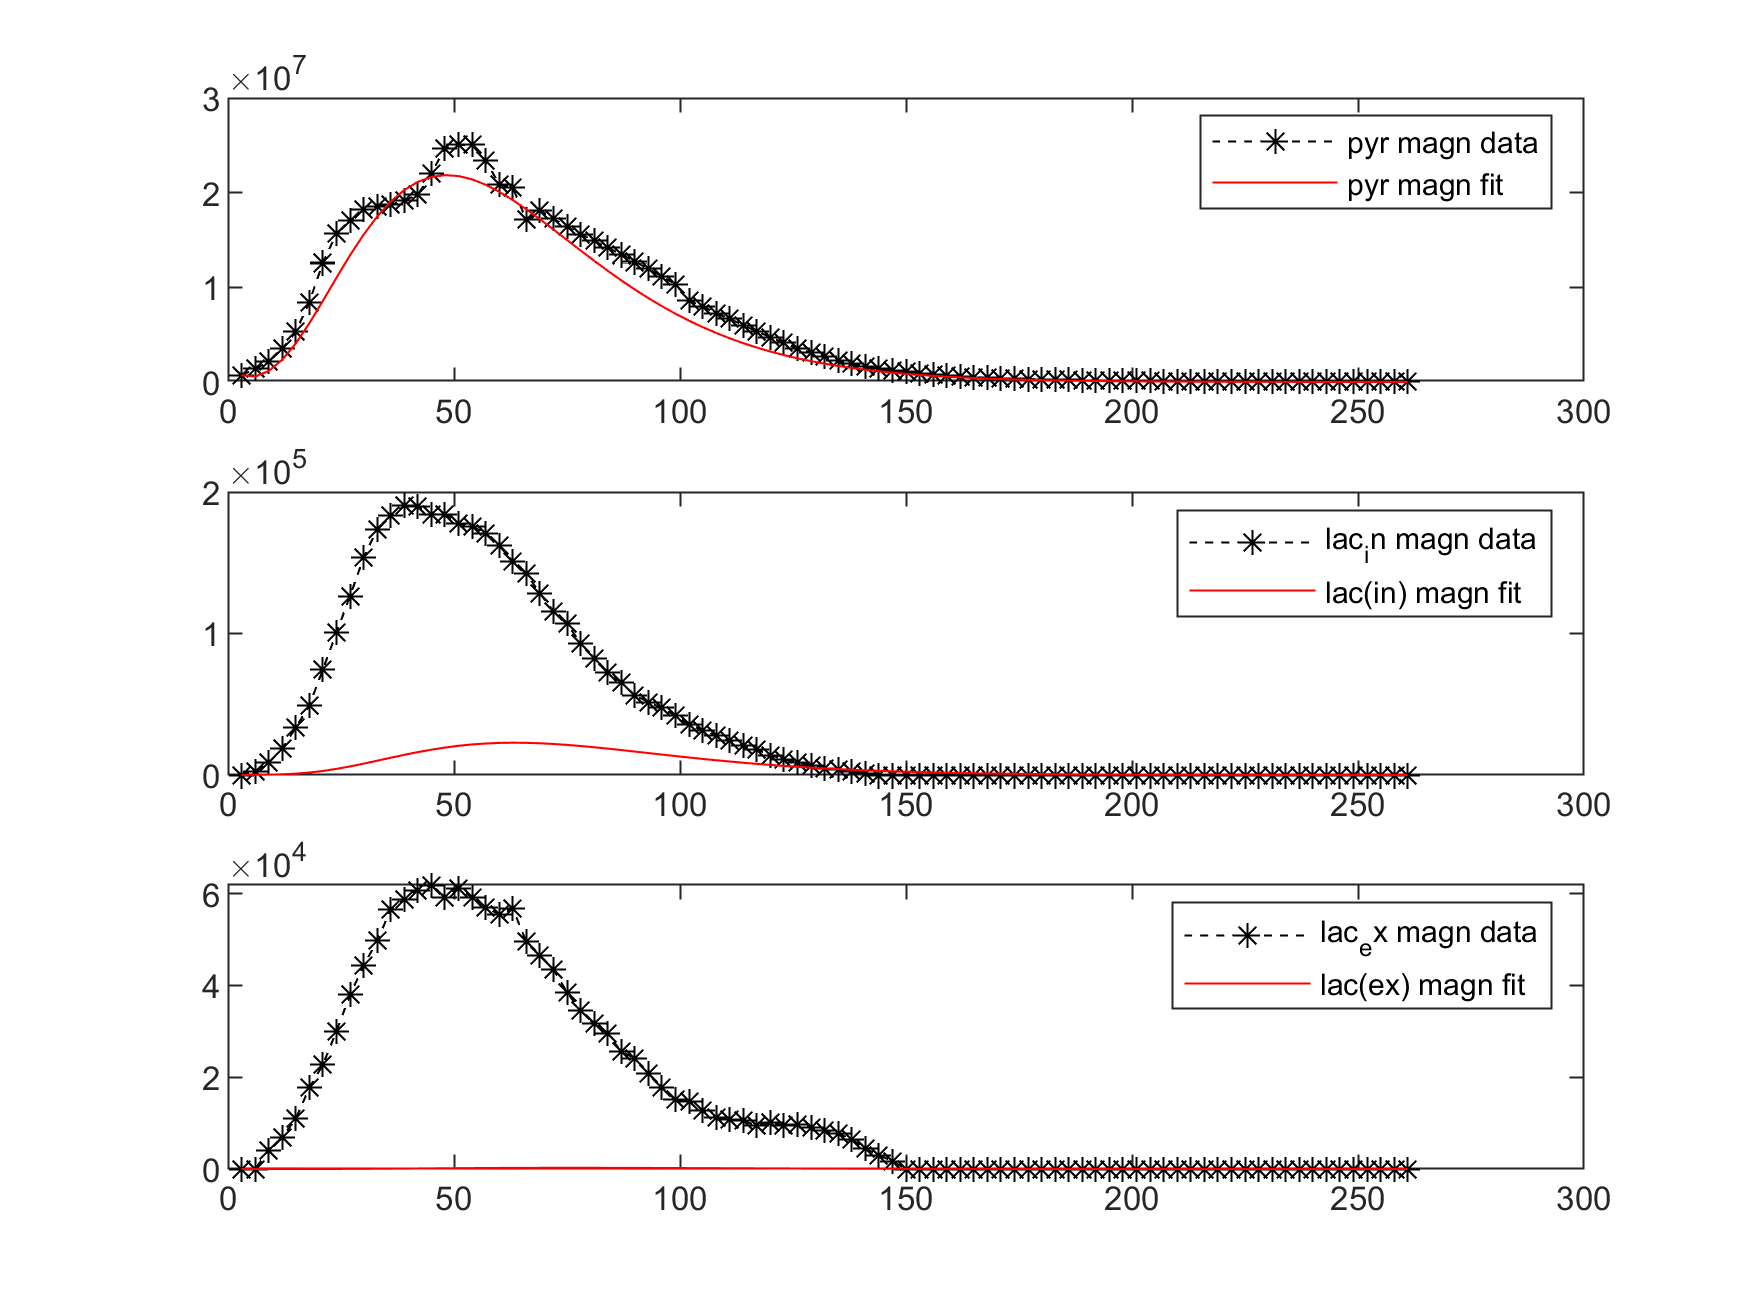 ×10^7
3
2
1
0
0 50 100 150 200 250 300
pyr magn data
pyr magn fit
×10^5
2
1
0
0 50 100 150 200 250 300
lac_in magn data
lac(in) magn fit
×10^4
6
4
2
0
0 50 100 150 200 250 300
lac_ex magn data
lac(ex) magn fit